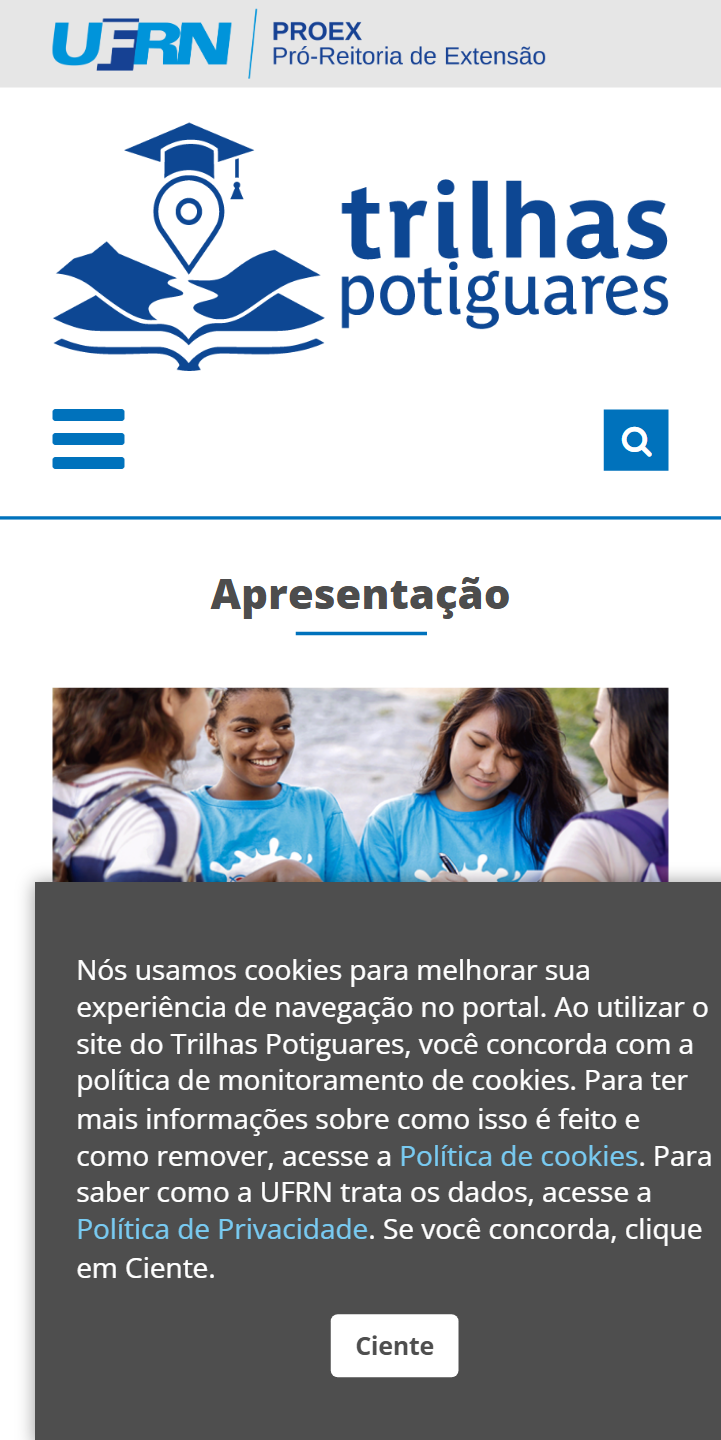 UFRN
PROEX
Pró-Reitoria de Extensão
trilhas
potiguares
Apresentação
Nós usamos cookies para melhorar sua
experiência de navegação no portal. Ao utilizar o
site do Trilhas Potiguares, você concorda com a
política de monitoramento de cookies. Para ter
mais informações sobre como isso é feito e
como remover, acesse a Política de cookies. Para
saber como a UFRN trata os dados, acesse a
Política de Privacidade. Se você concorda, clique
em Ciente.
Ciente